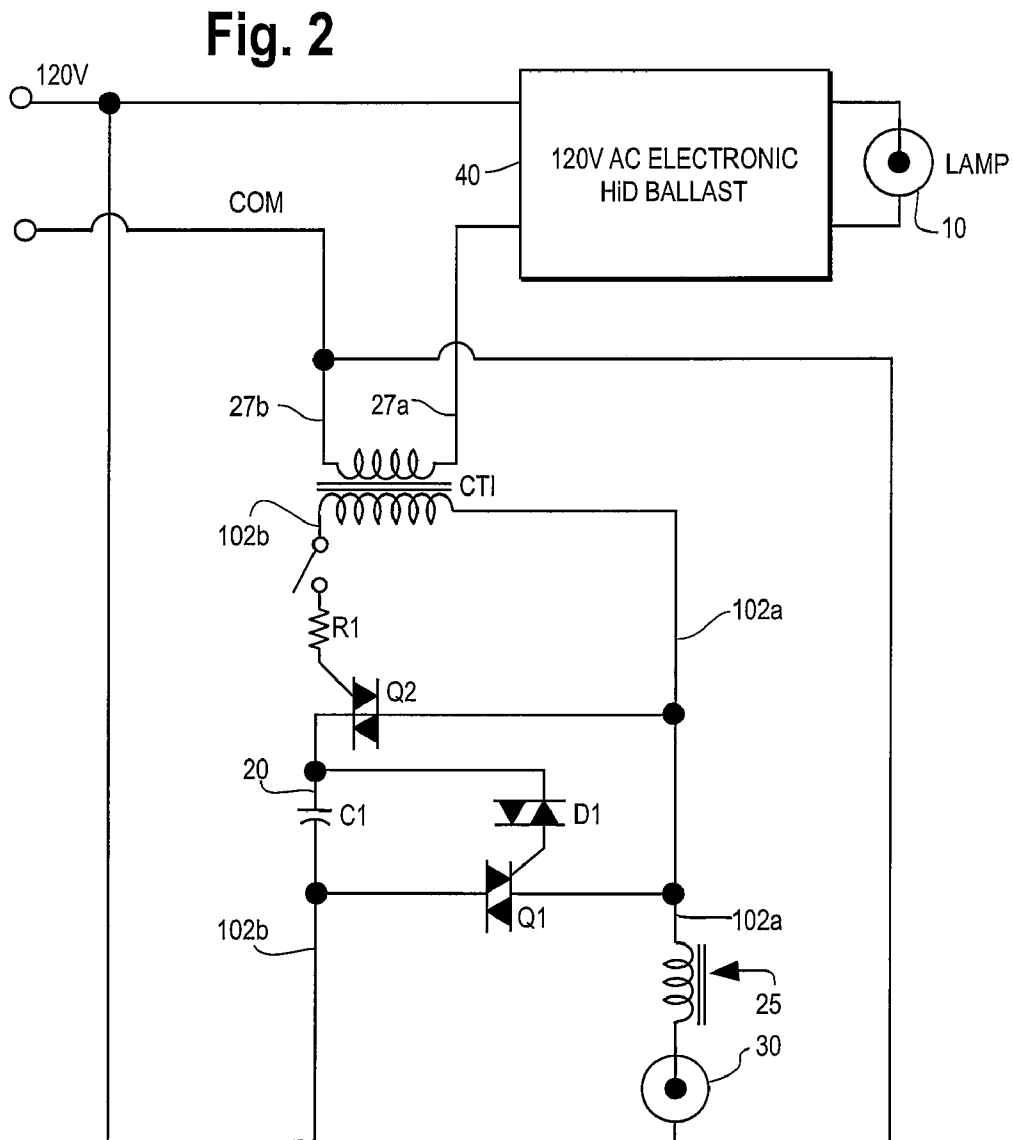 Fig. 2
120V
120V AC ELECTRONIC
HiD BALLAST
40
LAMP
10
COM
27b
27a
CTI
102b
R1
102a
Q2
20
C1
D1
102b
Q1
102a
25
30